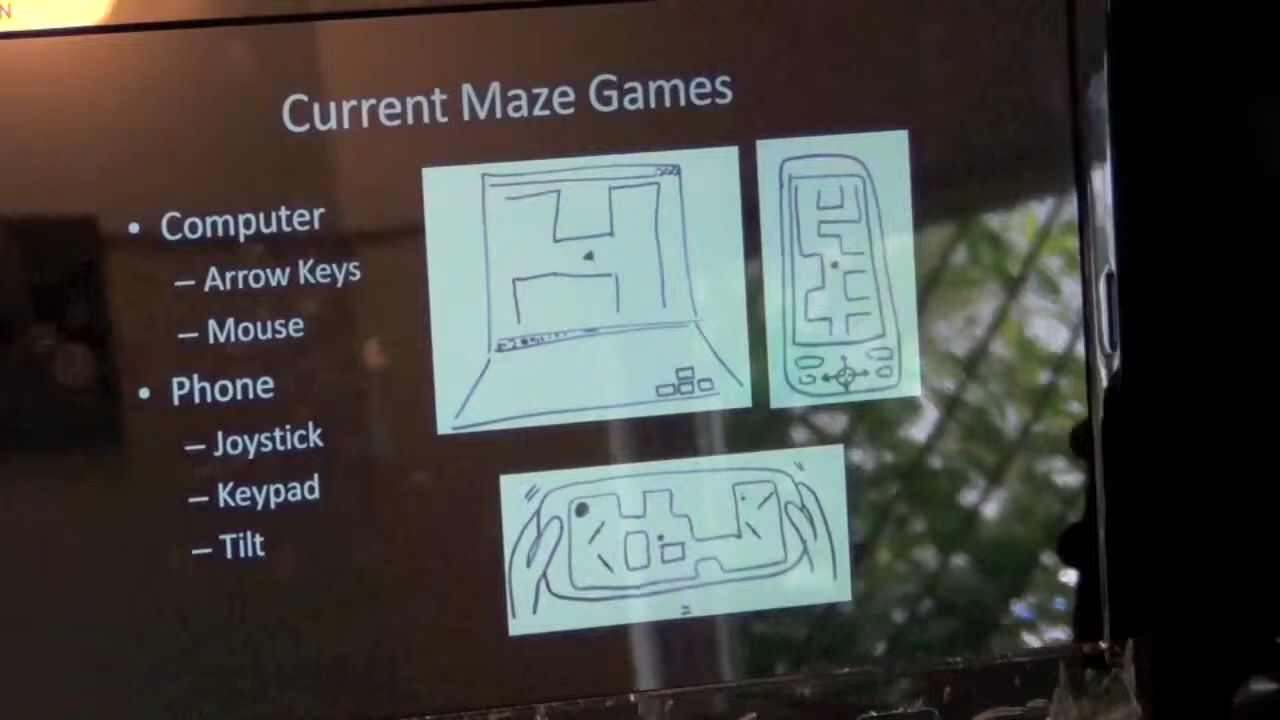 Current Maze Games
• Computer
– Arrow Keys
– Mouse
• Phone
– Joystick
– Keypad
– Tilt